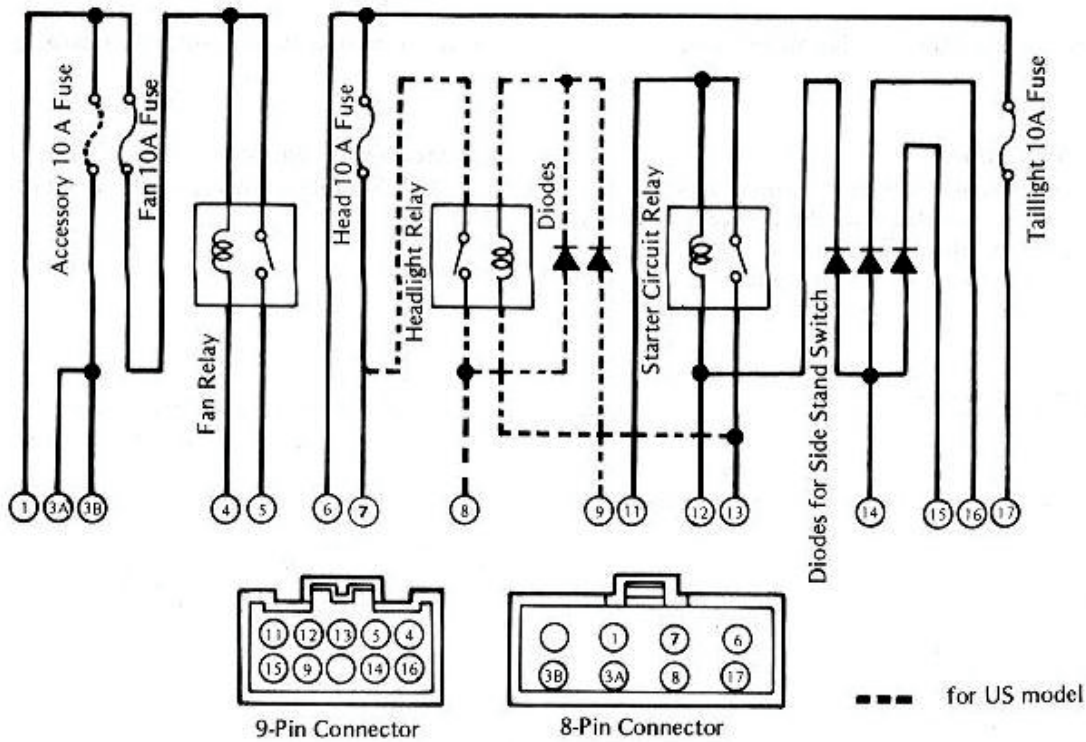 Accessory 10 A Fuse
Fan 10A Fuse
Fan Relay
Head 10 A Fuse
Headlight Relay
Diodes
Starter Circuit Relay
Diodes for Side Stand Switch
Taillight 10A Fuse
1 3A 3B 4 5 6 7 8 9 11 12 13 14 15 16 17
11 12 13 5 4
15 9 14 16
9-Pin Connector
1 7 6
3B 3A 8 17
8-Pin Connector
for US model